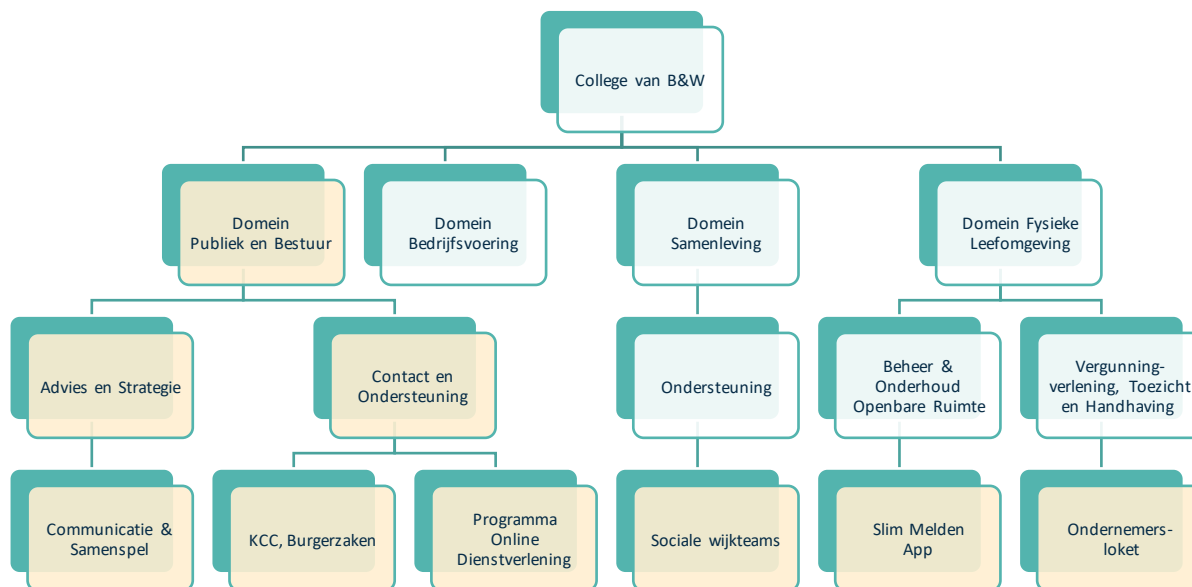 College van B&W
Domein
Publiek en Bestuur
Domein
Bedrijfsvoering
Domein
Samenleving
Domein Fysieke
Leefomgeving
Advies en Strategie
Contact en
Ondersteuning
Ondersteuning
Beheer &
Onderhoud
Openbare Ruimte
Vergunning-
verlening, Toezicht
en Handhaving
Communicatie &
Samenspel
KCC, Burgerzaken
Programma
Online
Dienstverlening
Sociale wijkteams
Slim Melden
App
Ondernemers-
loket